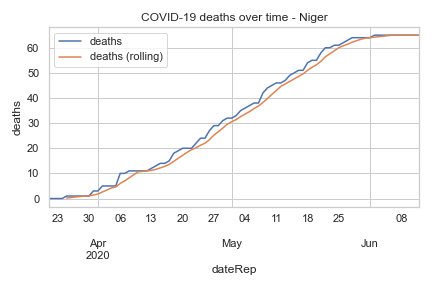 COVID-19 deaths over time - Niger
deaths
deaths (rolling)
60
50
40
30
20
10
0
deaths
23 30 06 13 20 27 04 11 18 25 01 08
Apr May Jun
2020
dateRep